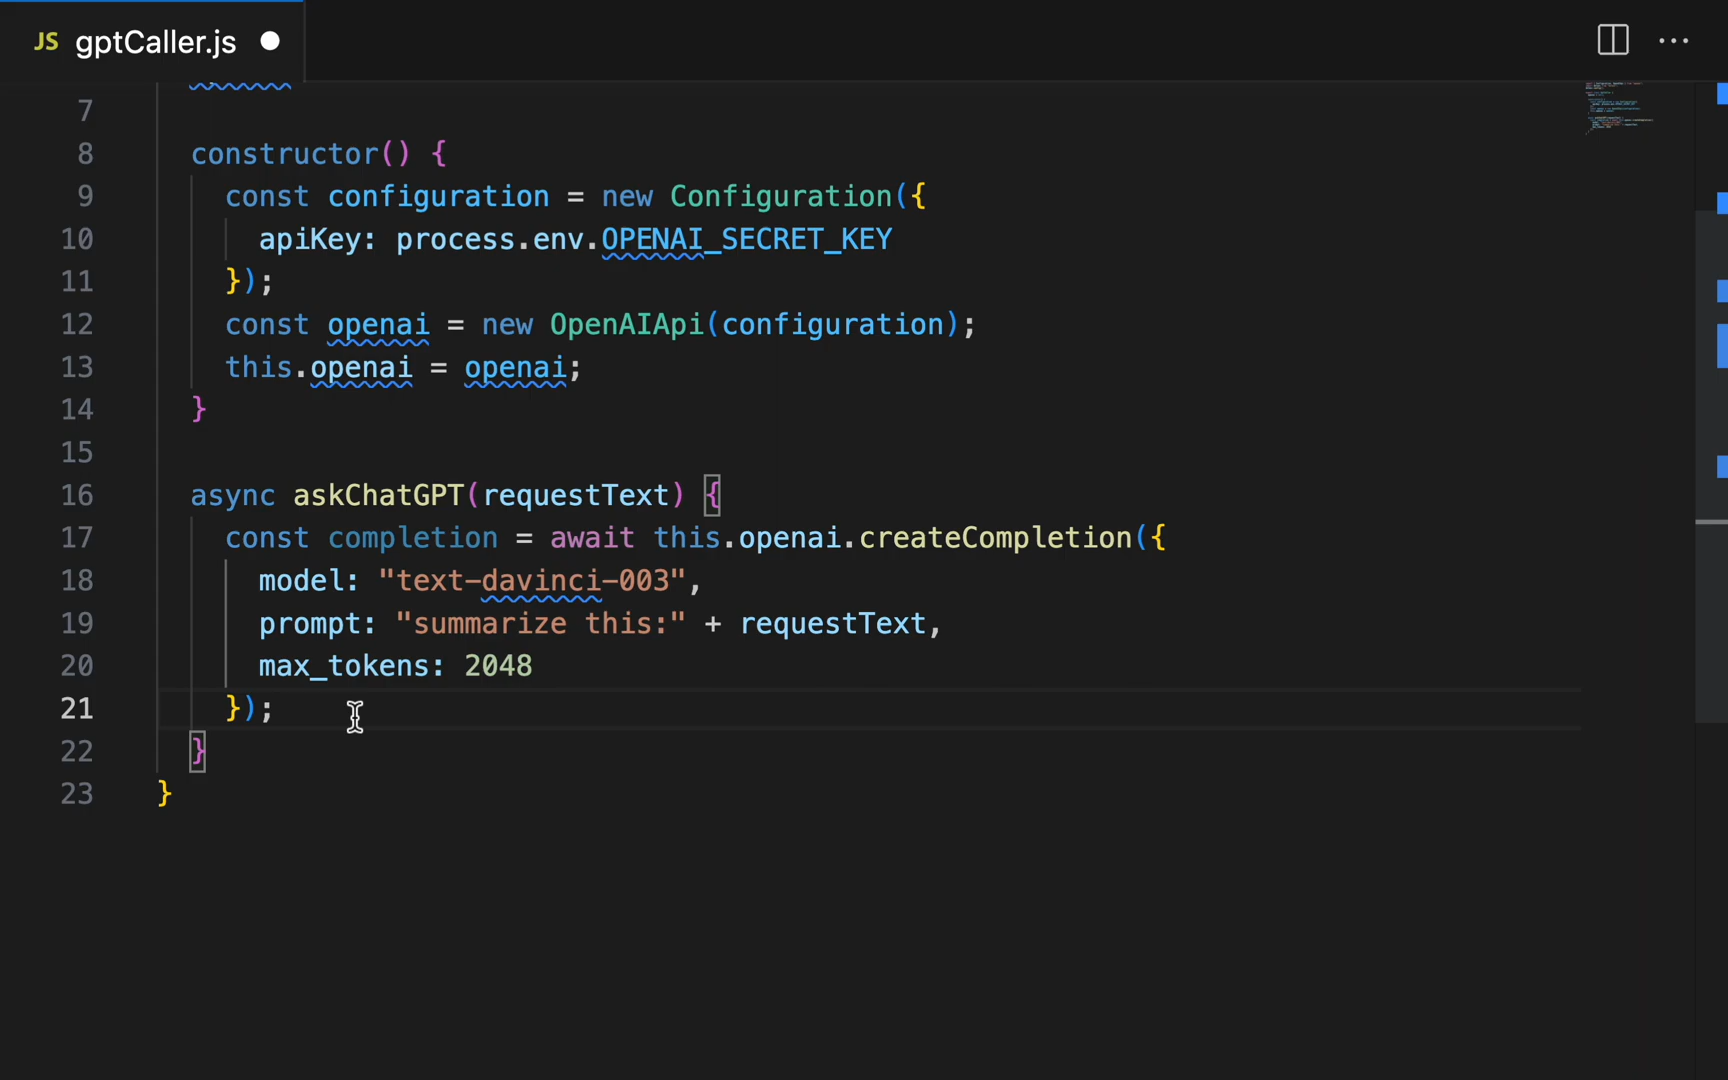 JS gptCaller.js
7
8 constructor() {
9 const configuration = new Configuration({
10 apiKey: process.env.OPENAI_SECRET_KEY
11 });
12 const openai = new OpenAIApi(configuration);
13 this.openai = openai;
14 }
15
16 async askChatGPT(requestText) {
17 const completion = await this.openai.createCompletion({
18 model: "text-davinci-003",
19 prompt: "summarize this:" + requestText,
20 max_tokens: 2048
21 });
22 }
23 }